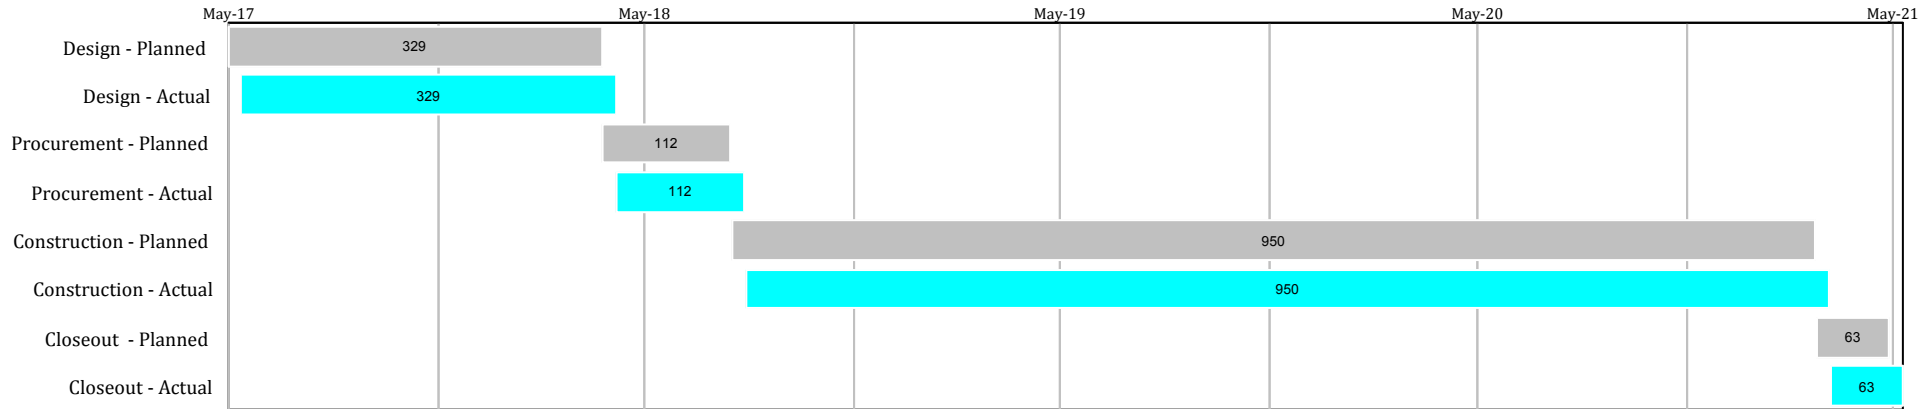 May-17 May-18 May-19 May-20 May-21
Design - Planned 329
Design - Actual 329
Procurement - Planned 112
Procurement - Actual 112
Construction - Planned 950
Construction - Actual 950
Closeout  - Planned 63
Closeout - Actual 63